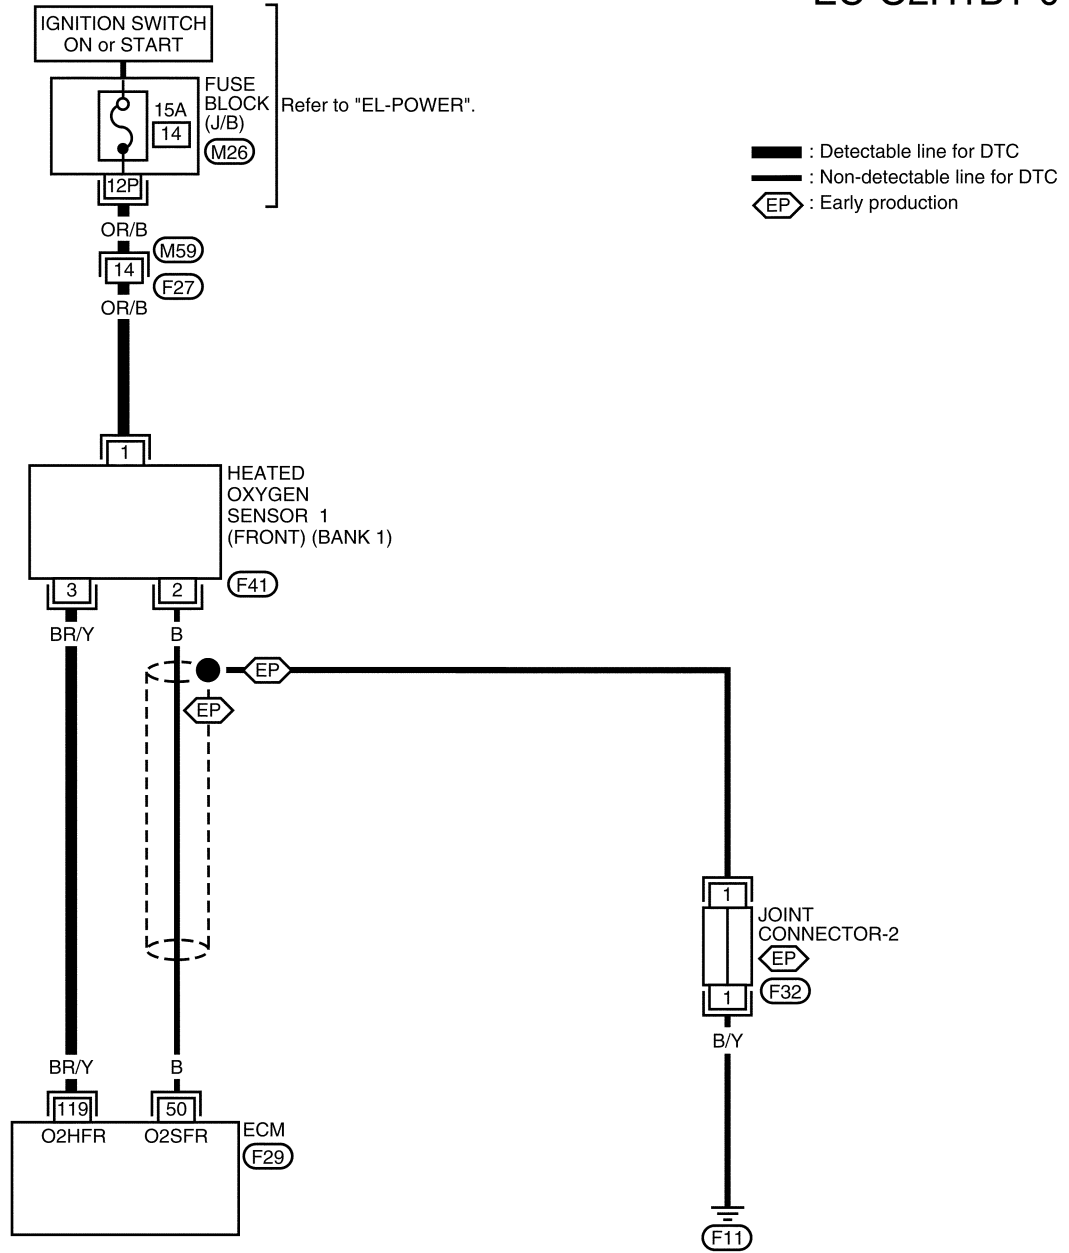 IGNITION SWITCH
ON or START
FUSE
BLOCK
(J/B)
Refer to "EL-POWER".
15A
14
M26
12P
: Detectable line for DTC
: Non-detectable line for DTC
EP : Early production
OR/B
M59
14
F27
OR/B
1
HEATED
OXYGEN
SENSOR 1
(FRONT) (BANK 1)
3
2
F41
BR/Y
B
EP
EP
1
JOINT
CONNECTOR-2
EP
1
F32
B/Y
BR/Y
B
119
50
O2HFR
O2SFR
ECM
F29
F11